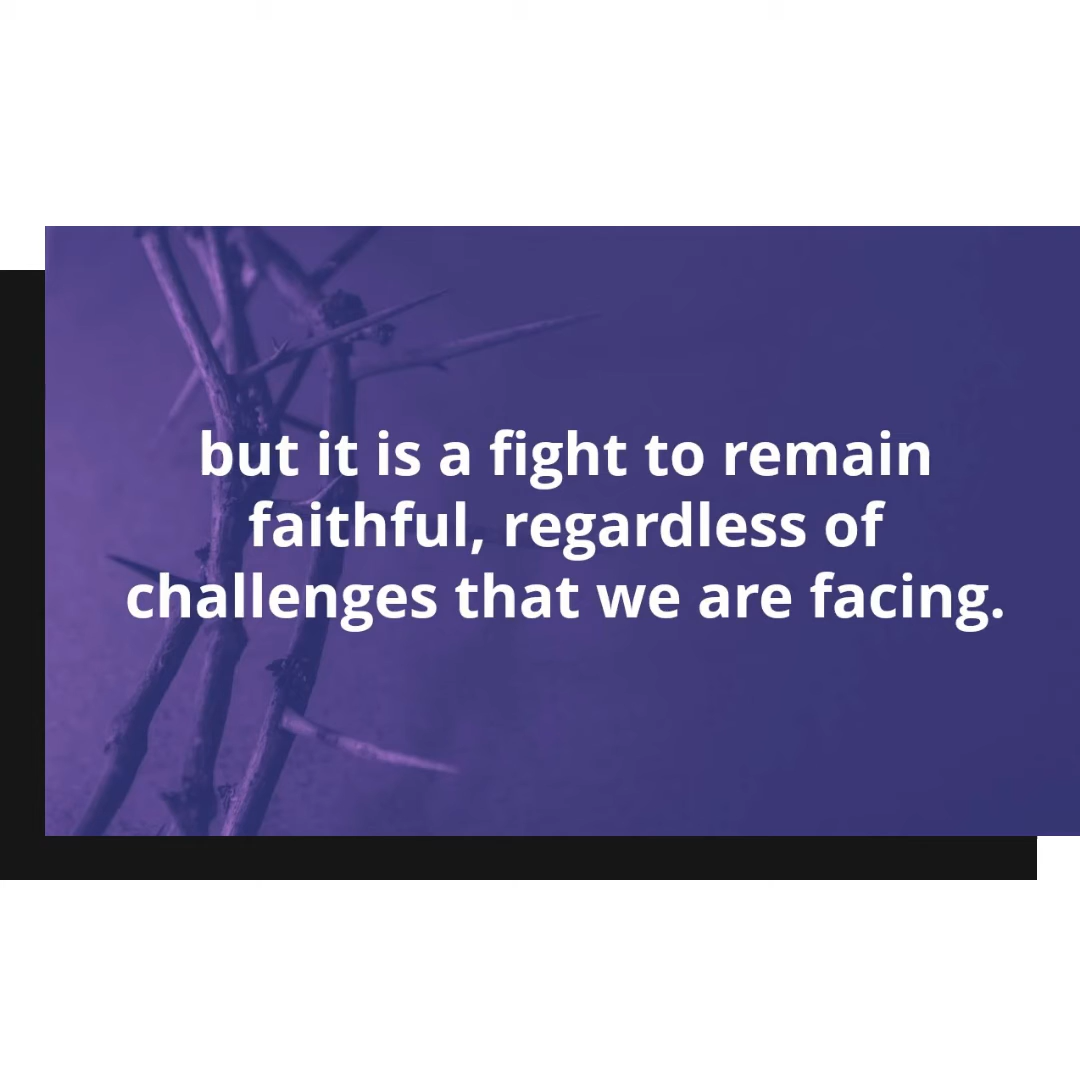 but it is a fight to remain
faithful, regardless of
challenges that we are facing.